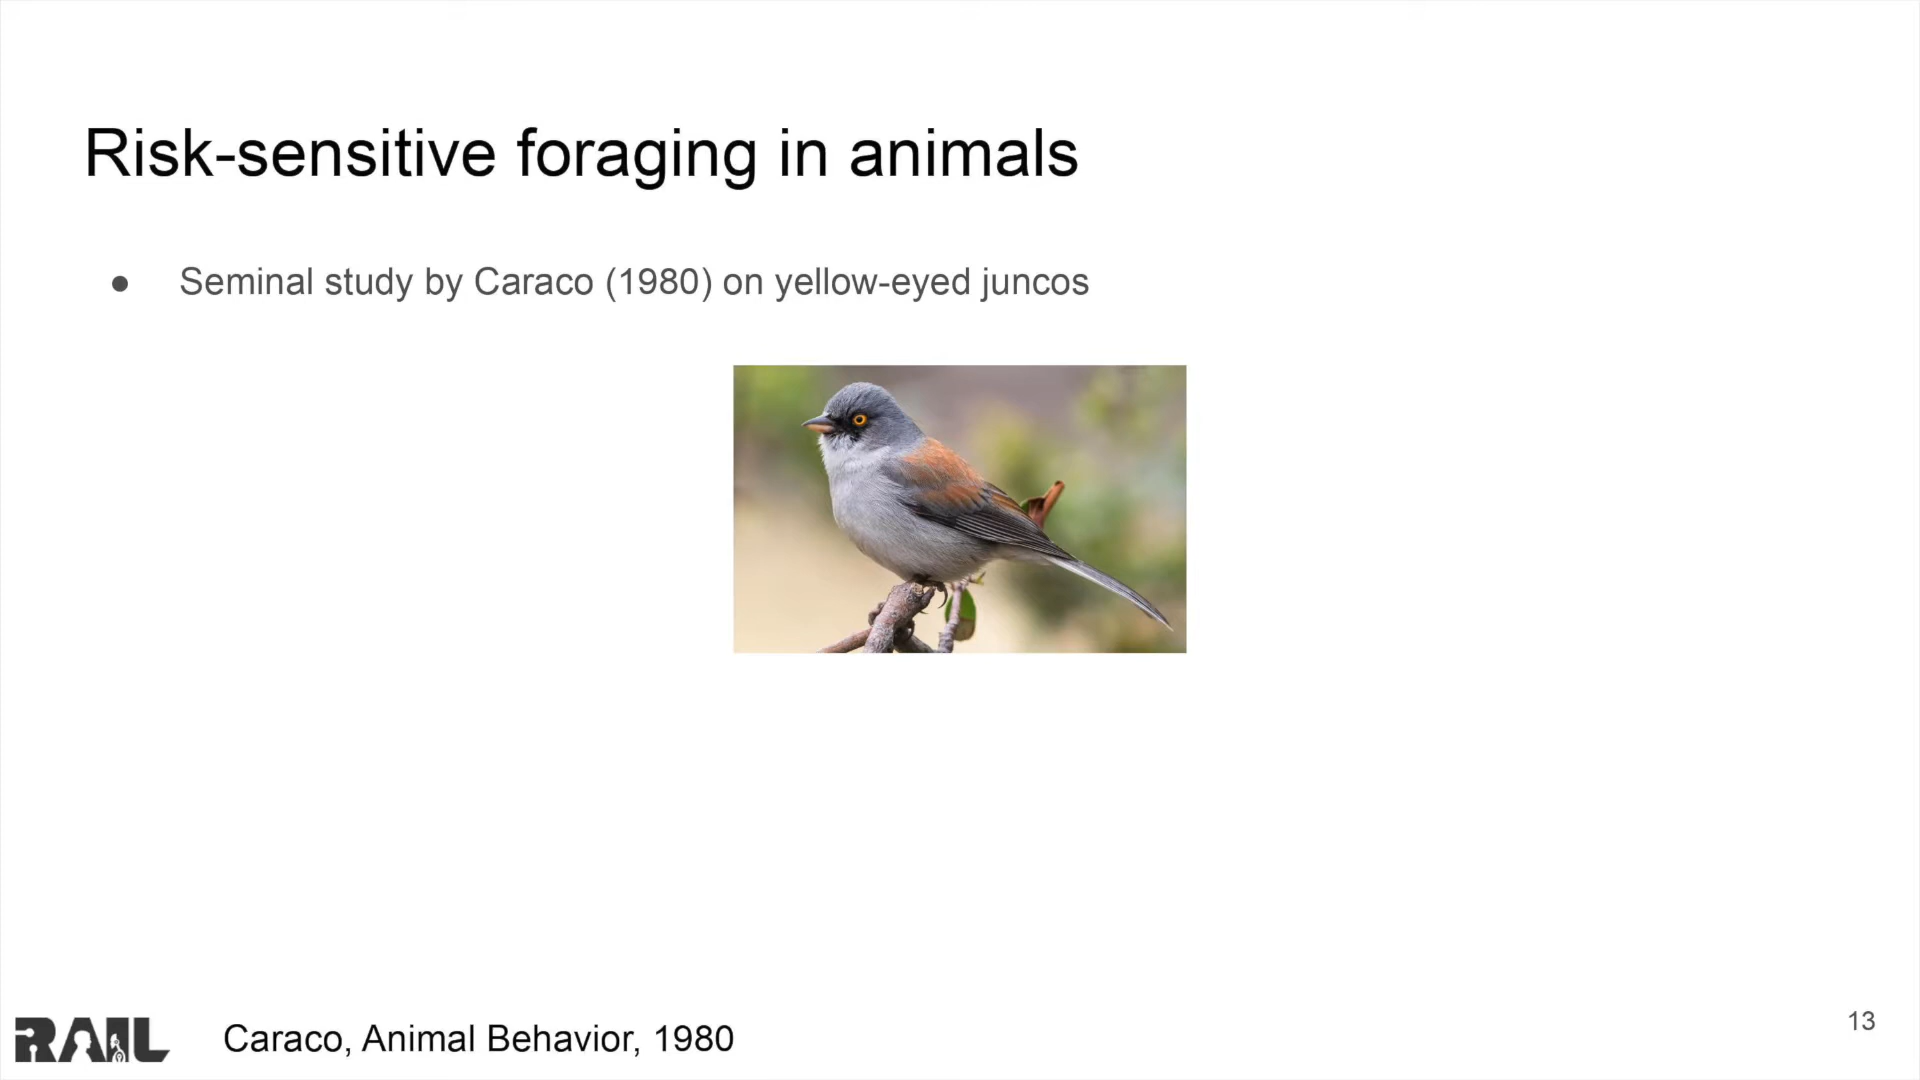 Risk-sensitive foraging in animals
● Seminal study by Caraco (1980) on yellow-eyed juncos
RAIL
Caraco, Animal Behavior, 1980
13